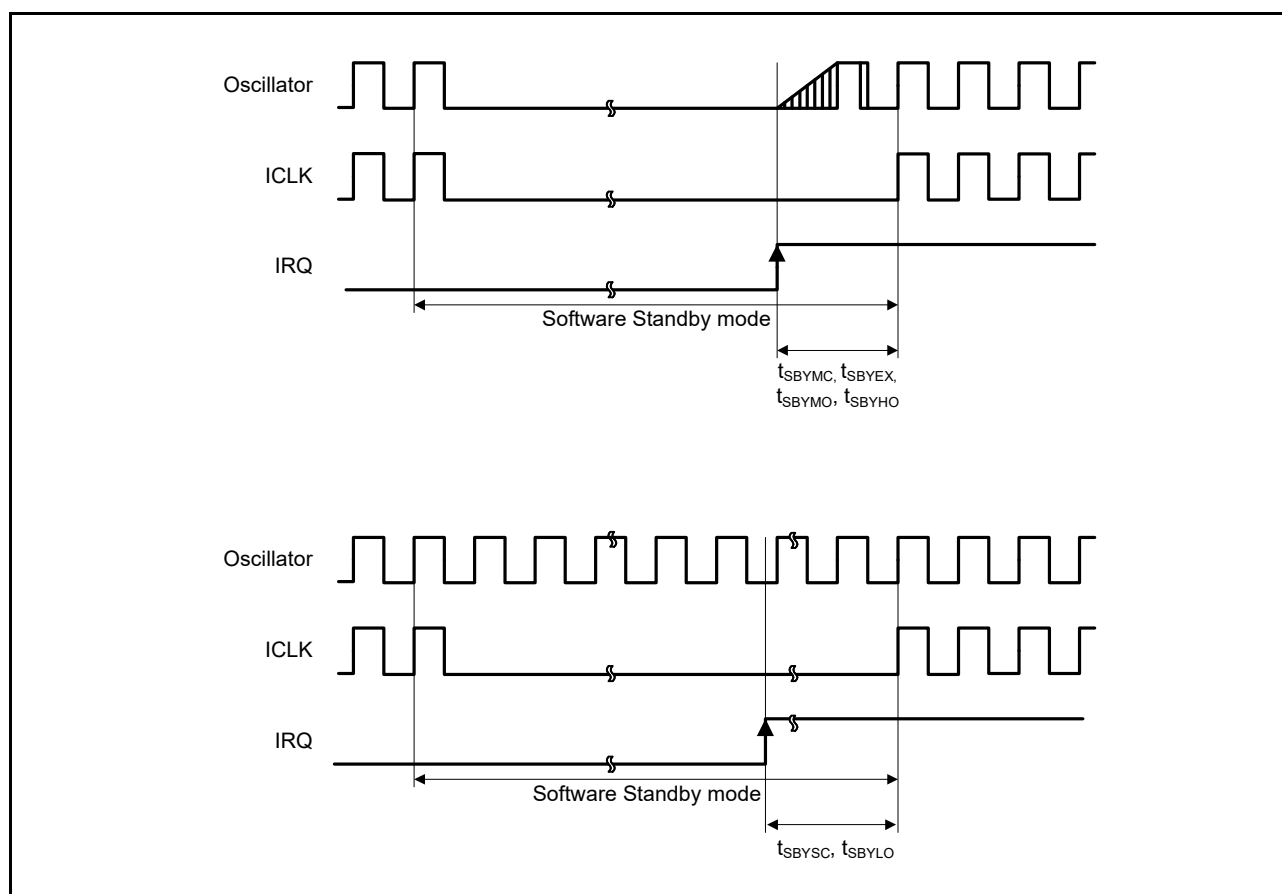 Oscillator
ICLK
IRQ
Software Standby mode
tSBYMC, tSBYEX,
tSBYMO, tSBYHO
Oscillator
ICLK
IRQ
Software Standby mode
tSBYSC, tSBYLO